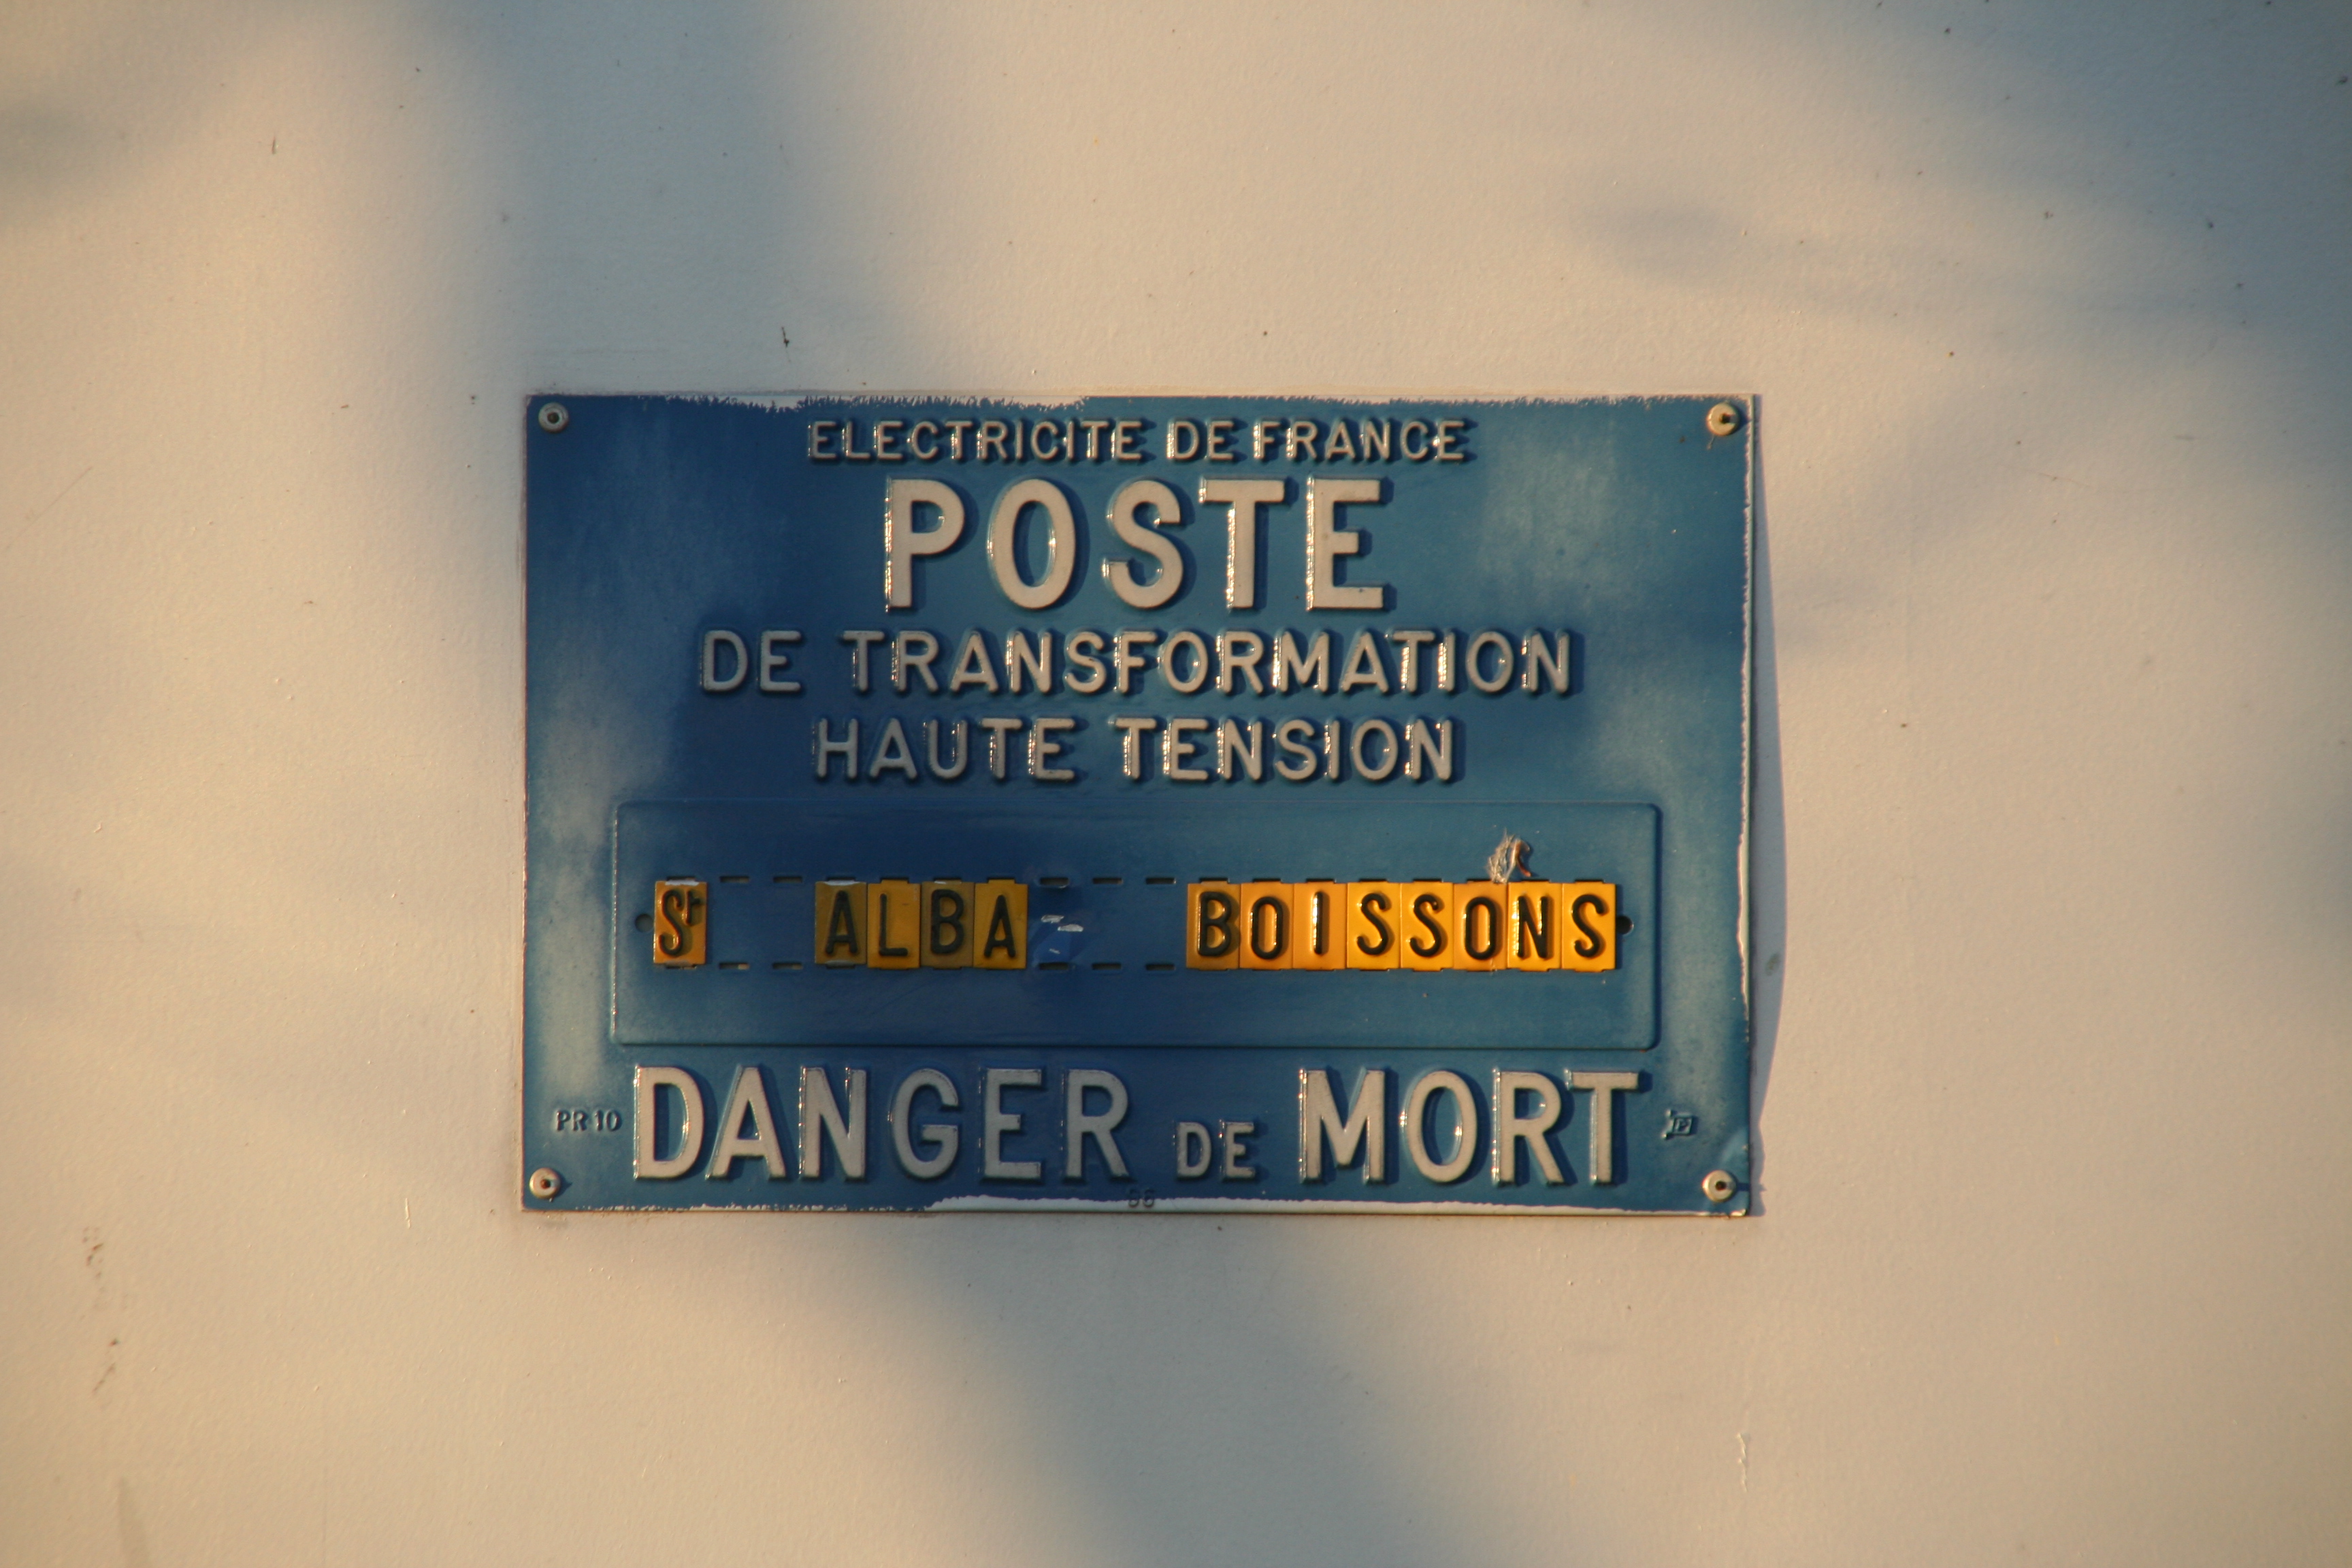 ELECTRICITE DE FRANCE
POSTE
DE TRANSFORMATION
HAUTE TENSION
St ALBA BOISSONS
PR 10 DANGER DE MORT